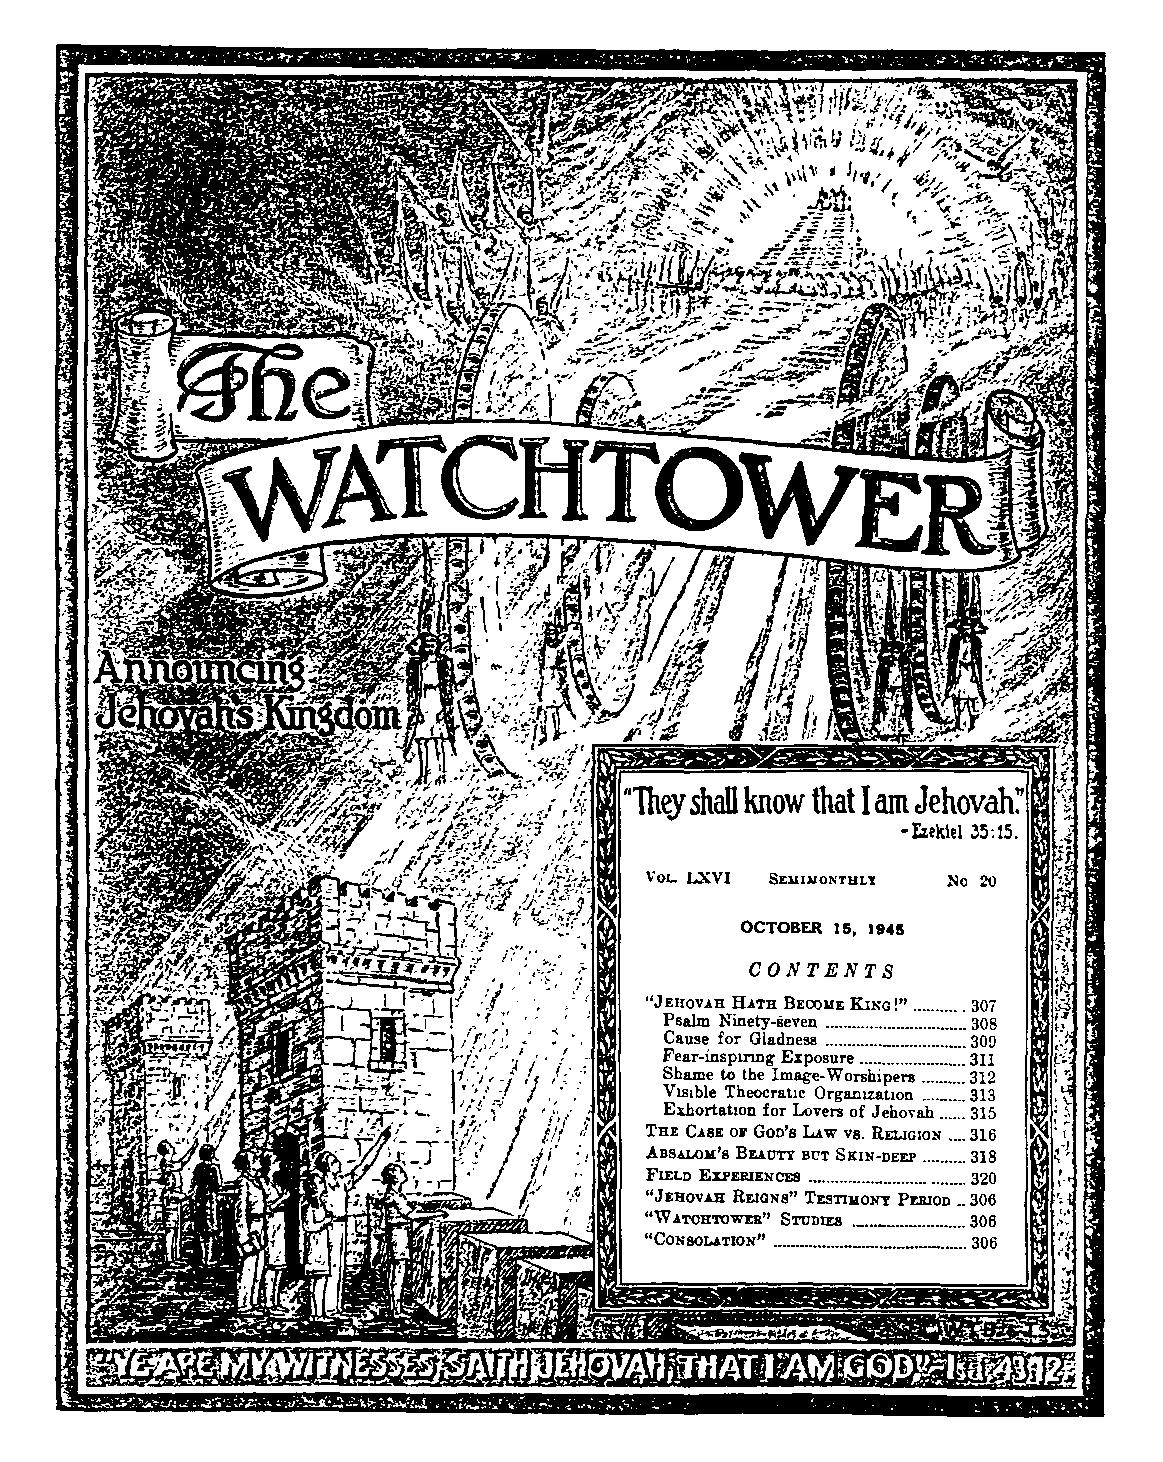 The
WATCHTOWER
Announcing
Jehovah's Kingdom
"They shall know that I am Jehovah."
-Ezekiel 35:15.
VOL. LXVI SEMIMONTHLY No 20
OCTOBER 15, 1945
CONTENTS
"JEHOVAH HATH BECOME KING!" .......... 307
Psalm Ninety-seven .......... 308
Cause for Gladness .......... 309
Fear-inspiring Exposure .......... 311
Shame to the Image-Worshipers .......... 312
Visible Theocratic Organization .......... 313
Exhortation for Lovers of Jehovah ...... 315
THE CASE OF GOD'S LAW VS. RELIGION .... 316
ABSALOM'S BEAUTY BUT SKIN-DEEP .......... 318
FIELD EXPERIENCES .......... 320
"JEHOVAH REIGNS" TESTIMONY PERIOD .. 306
"WATCHTOWER" STUDIES .......... 306
"CONSOLATION" .......... 306
"YE ARE MY WITNESSES, SAITH JEHOVAH, THAT I AM GOD."-Isa. 43:12.